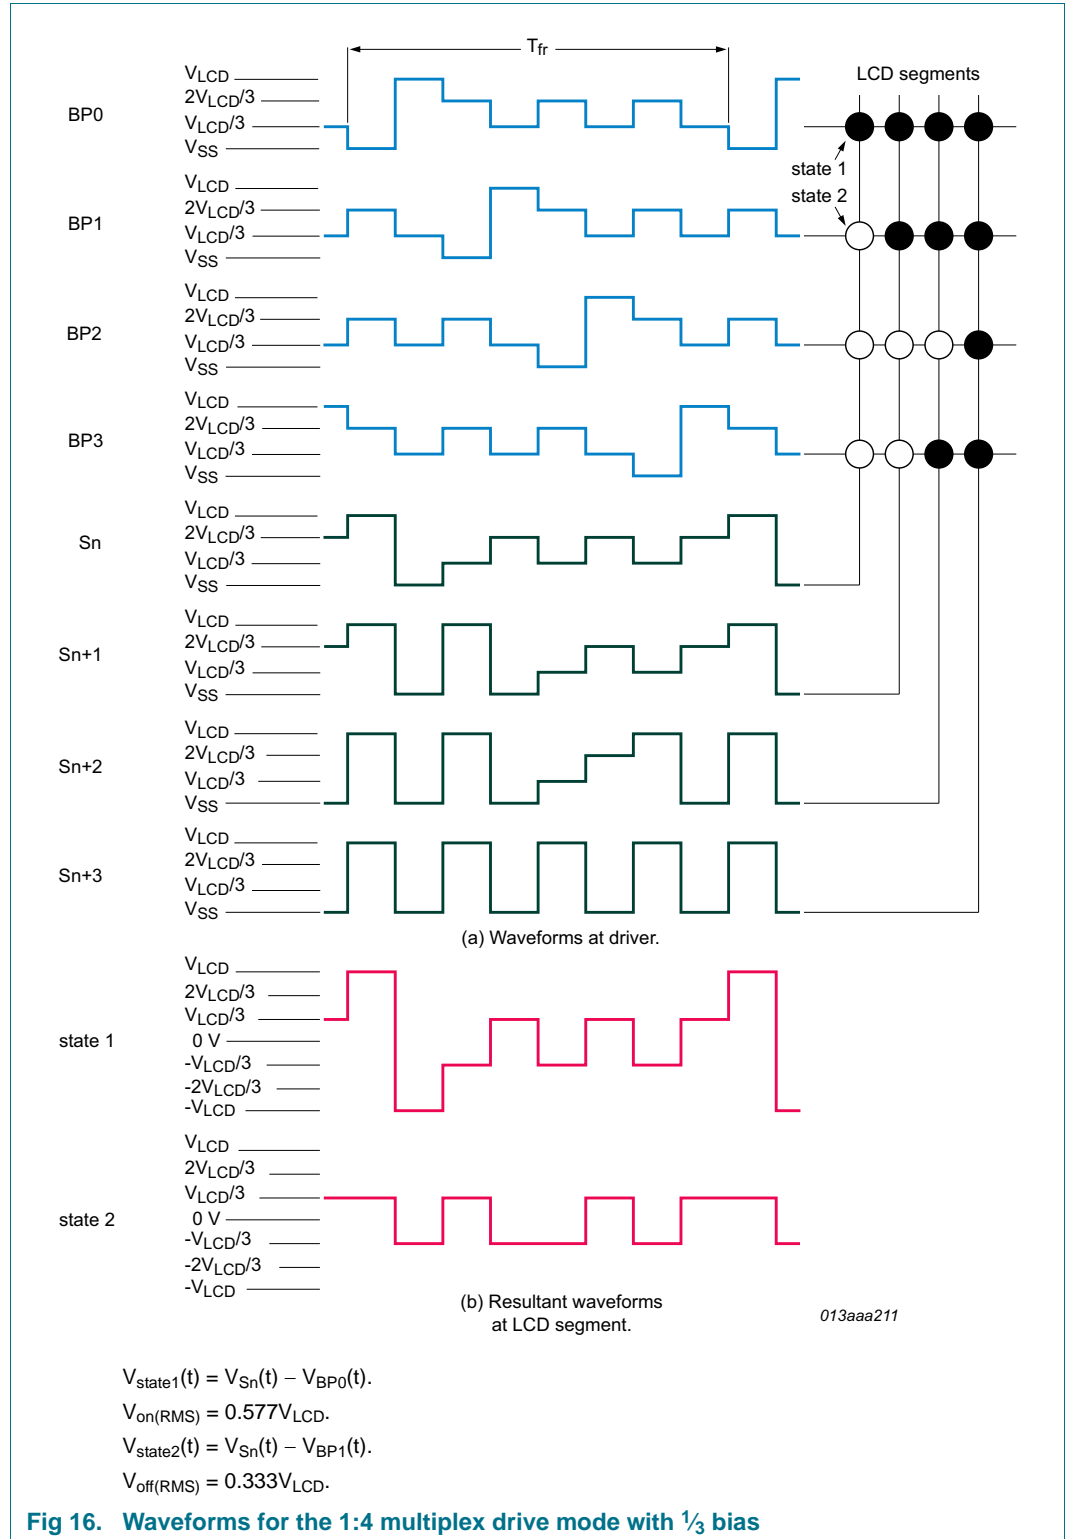 Tfr
LCD segments
BP0
VLCD
2VLCD/3
VLCD/3
VSS
state 1
state 2
BP1
VLCD
2VLCD/3
VLCD/3
VSS
BP2
VLCD
2VLCD/3
VLCD/3
VSS
BP3
VLCD
2VLCD/3
VLCD/3
VSS
Sn
VLCD
2VLCD/3
VLCD/3
VSS
Sn+1
VLCD
2VLCD/3
VLCD/3
VSS
Sn+2
VLCD
2VLCD/3
VLCD/3
VSS
Sn+3
VLCD
2VLCD/3
VLCD/3
VSS
(a) Waveforms at driver.
state 1
VLCD
2VLCD/3
VLCD/3
0 V
-VLCD/3
-2VLCD/3
-VLCD
state 2
VLCD
2VLCD/3
VLCD/3
0 V
-VLCD/3
-2VLCD/3
-VLCD
(b) Resultant waveforms
at LCD segment.
013aaa211
Vstate1(t) = VSn(t) − VBP0(t).
Von(RMS) = 0.577VLCD.
Vstate2(t) = VSn(t) − VBP1(t).
Voff(RMS) = 0.333VLCD.
Fig 16. Waveforms for the 1:4 multiplex drive mode with 1⁄3 bias